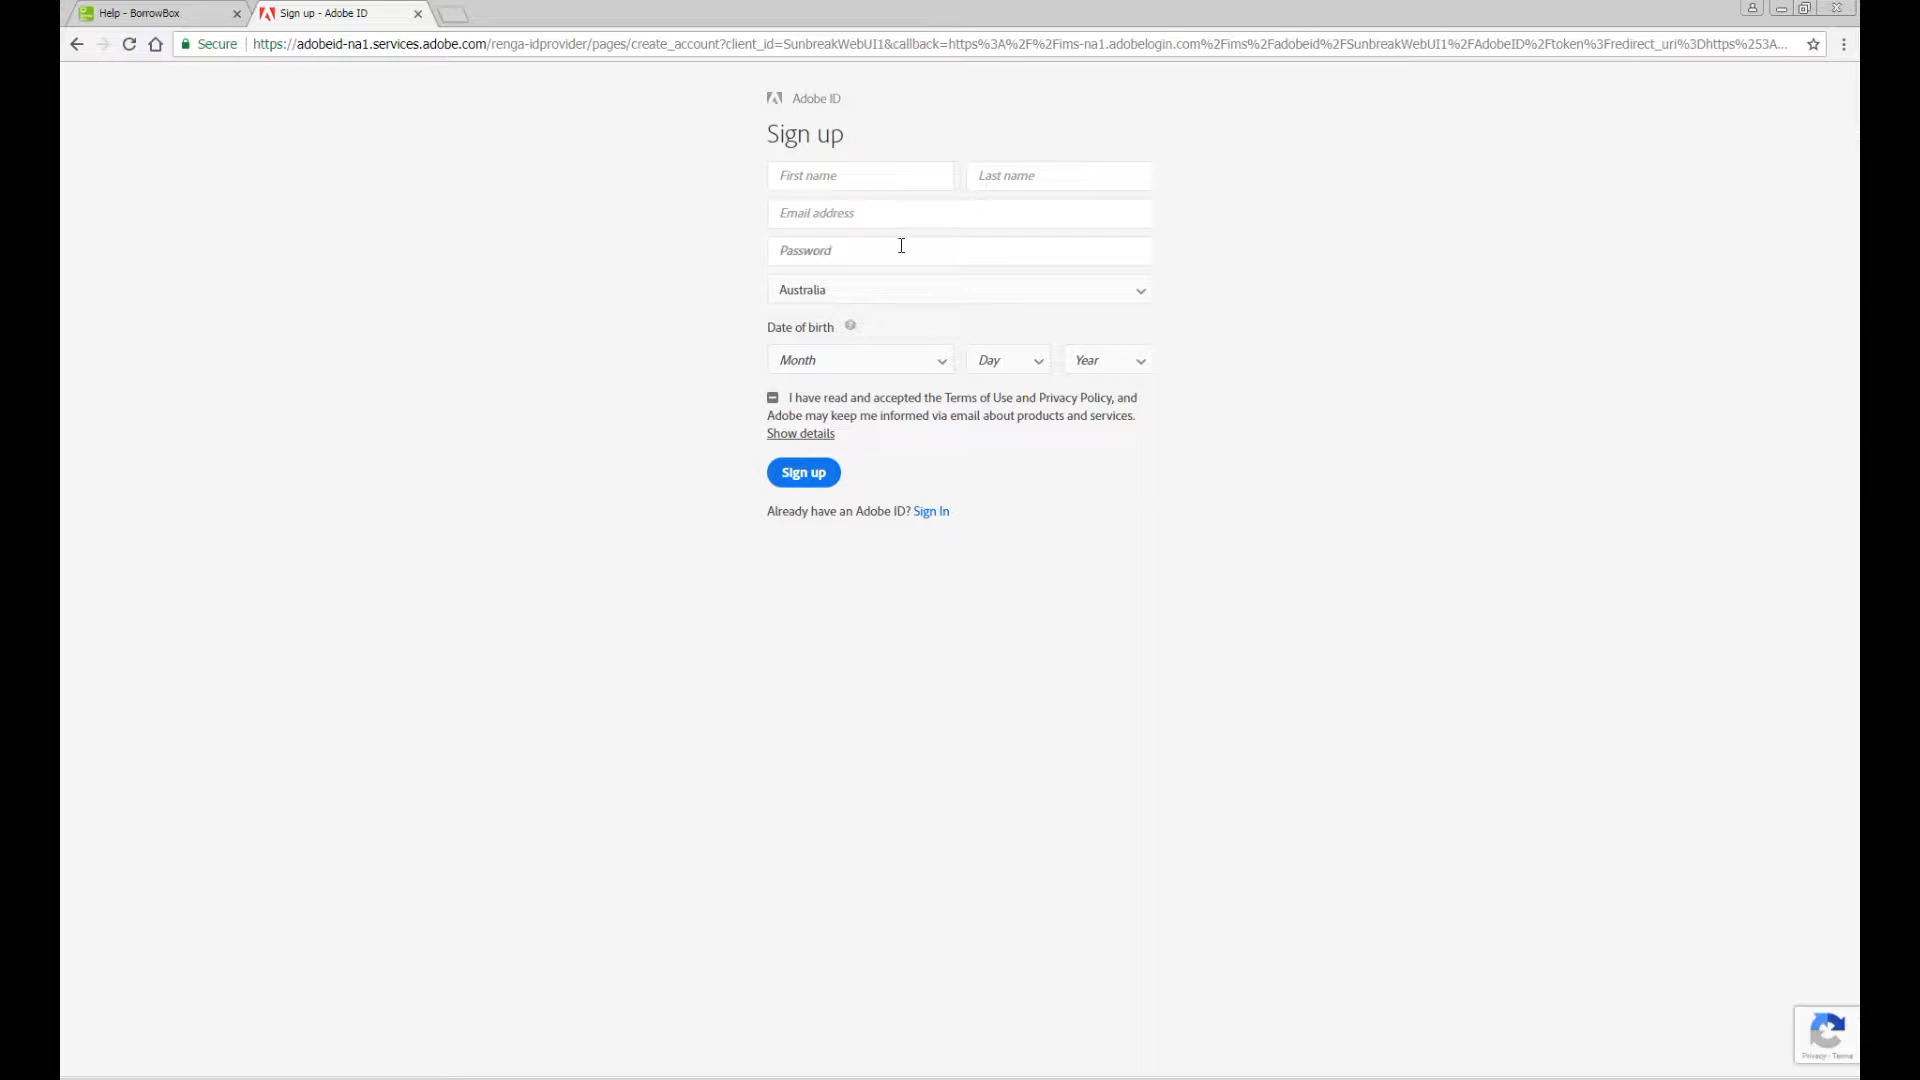 Help - BorrowBox
Sign up - Adobe ID
Secure
https://adobeid-na1.services.adobe.com/renga-idprovider/pages/create_account?client_id=SunbreakWebUI1&callback=https%3A%2F%2Fims-na1.adobelogin.com%2Fims%2Fadobeid%2FSunbreakWebUI1%2FAdobeID%2Ftoken%3Fredirect_uri%3Dhttps%253A...
Adobe ID
Sign up
First name
Last name
Email address
Password
Australia
Date of birth
Month
Day
Year
I have read and accepted the Terms of Use and Privacy Policy, and
Adobe may keep me informed via email about products and services.
Show details
Sign up
Already have an Adobe ID? Sign In
Privacy - Terms